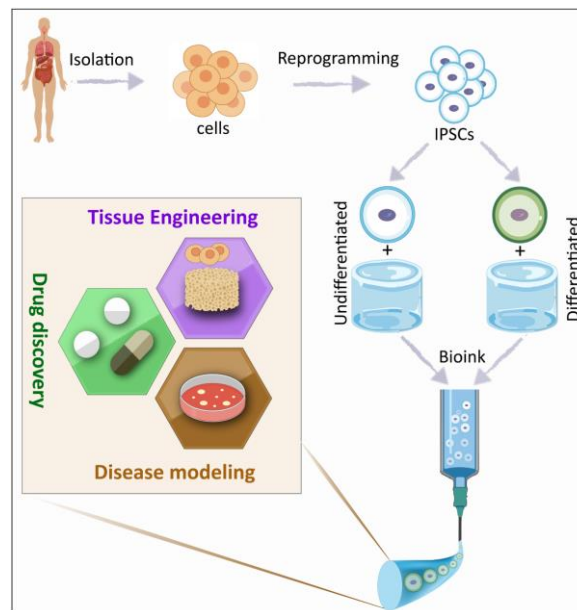 Isolation
Reprogramming
cells
IPSCs
Undifferentiated
+
+
Differentiated
Bioink
Tissue Engineering
Drug discovery
Disease modeling